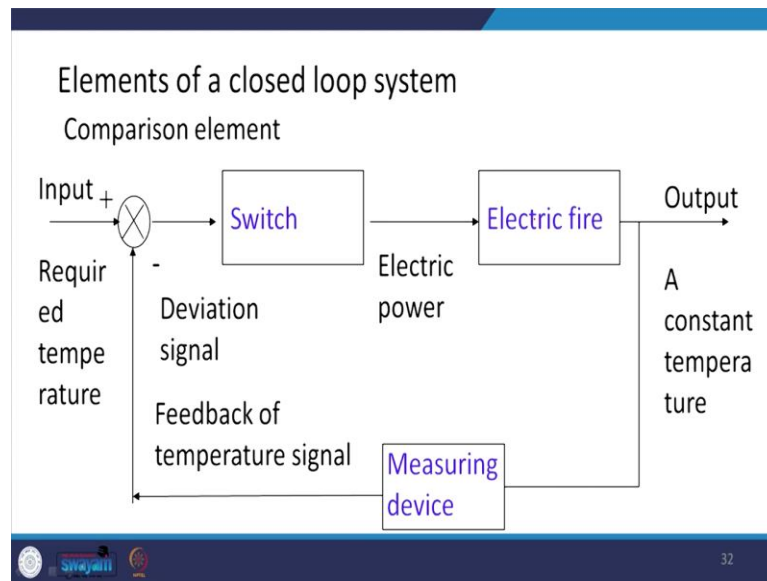 Elements of a closed loop system
Comparison element
Input +
Switch
Electric fire
Output
-
Requir
ed
tempe
rature
Deviation
signal
Electric
power
A
constant
tempera
ture
Feedback of
temperature signal
Measuring
device
swayam
32